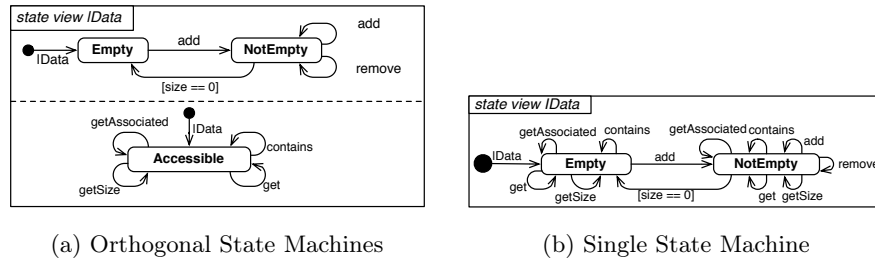 state view IData
add
add
IData
Empty
NotEmpty
remove
[size == 0]
getAssociated
IData
contains
Accessible
getSize
get
state view IData
getAssociated
contains
getAssociated
contains
add
IData
Empty
add
NotEmpty
remove
get
getSize
[size == 0]
get
getSize
(a) Orthogonal State Machines
(b) Single State Machine